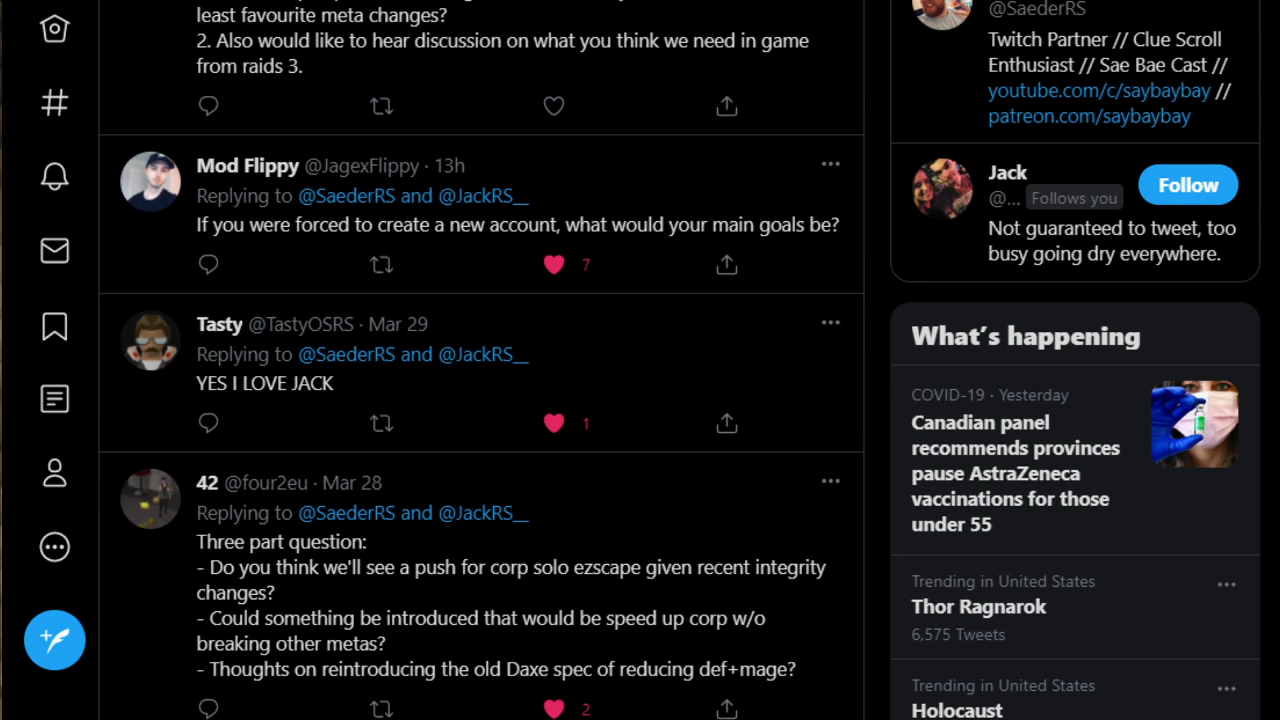 least favourite meta changes?
2. Also would like to hear discussion on what you think we need in game
from raids 3.
Mod Flippy @JagexFlippy · 13h
Replying to @SaederRS and @JackRS__
If you were forced to create a new account, what would your main goals be?
7
Tasty @TastyOSRS · Mar 29
Replying to @SaederRS and @JackRS__
YES I LOVE JACK
1
42 @four2eu · Mar 28
Replying to @SaederRS and @JackRS__
Three part question:
- Do you think we'll see a push for corp solo ezscape given recent integrity
changes?
- Could something be introduced that would be speed up corp w/o
breaking other metas?
- Thoughts on reintroducing the old Daxe spec of reducing def+mage?
2
@SaederRS
Twitch Partner // Clue Scroll
Enthusiast // Sae Bae Cast //
youtube.com/c/saybaybay //
patreon.com/saybaybay
Jack
@... Follows you
Follow
Not guaranteed to tweet, too
busy going dry everywhere.
What's happening
COVID-19 · Yesterday
Canadian panel
recommends provinces
pause AstraZeneca
vaccinations for those
under 55
Trending in United States
Thor Ragnarok
6,575 Tweets
Trending in United States
Holocaust